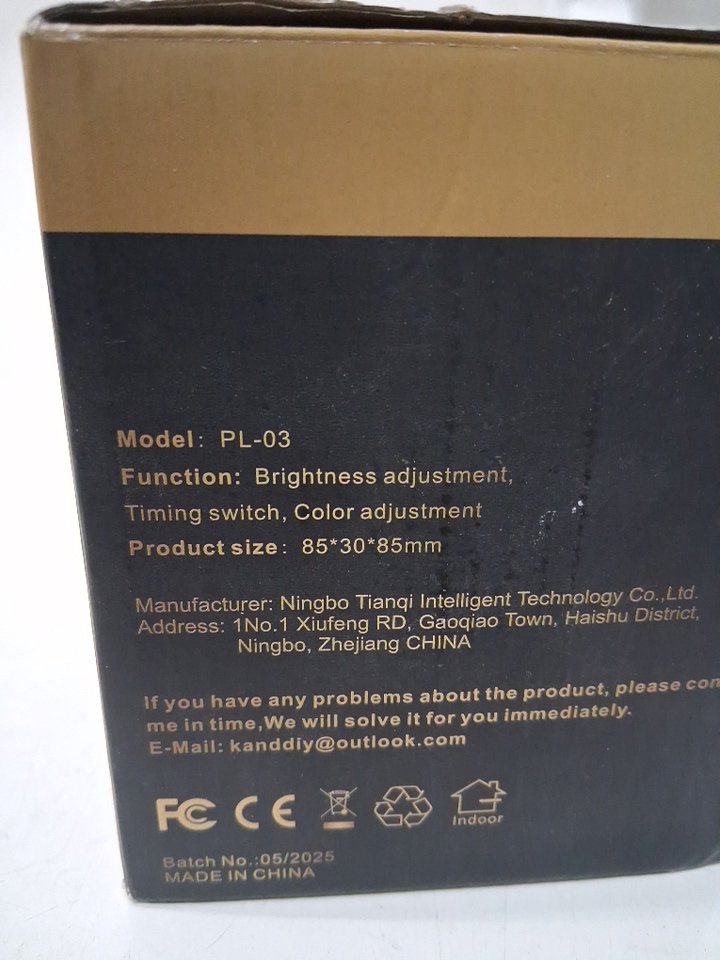 Model: PL-03
Function: Brightness adjustment,
Timing switch, Color adjustment
Product size: 85*30*85mm
Manufacturer: Ningbo Tianqi Intelligent Technology Co.,Ltd.
Address: 1No.1 Xiufeng RD, Gaoqiao Town, Haishu District,
Ningbo, Zhejiang CHINA
If you have any problems about the product, please con
me in time,We will solve it for you immediately.
E-Mail: kanddiy@outlook.com
FC CE
Indoor
Batch No.:05/2025
MADE IN CHINA